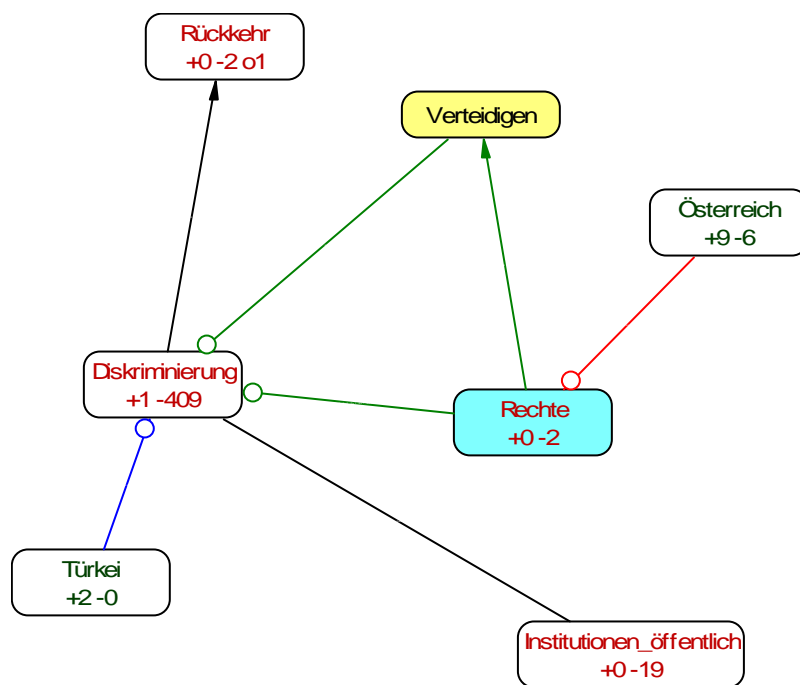 Rückkehr
+0 -2 o1
Verteidigen
Österreich
+9 -6
Diskriminierung
+1 -409
Rechte
+0 -2
Türkei
+2 -0
Institutionen_öffentlich
+0 -19